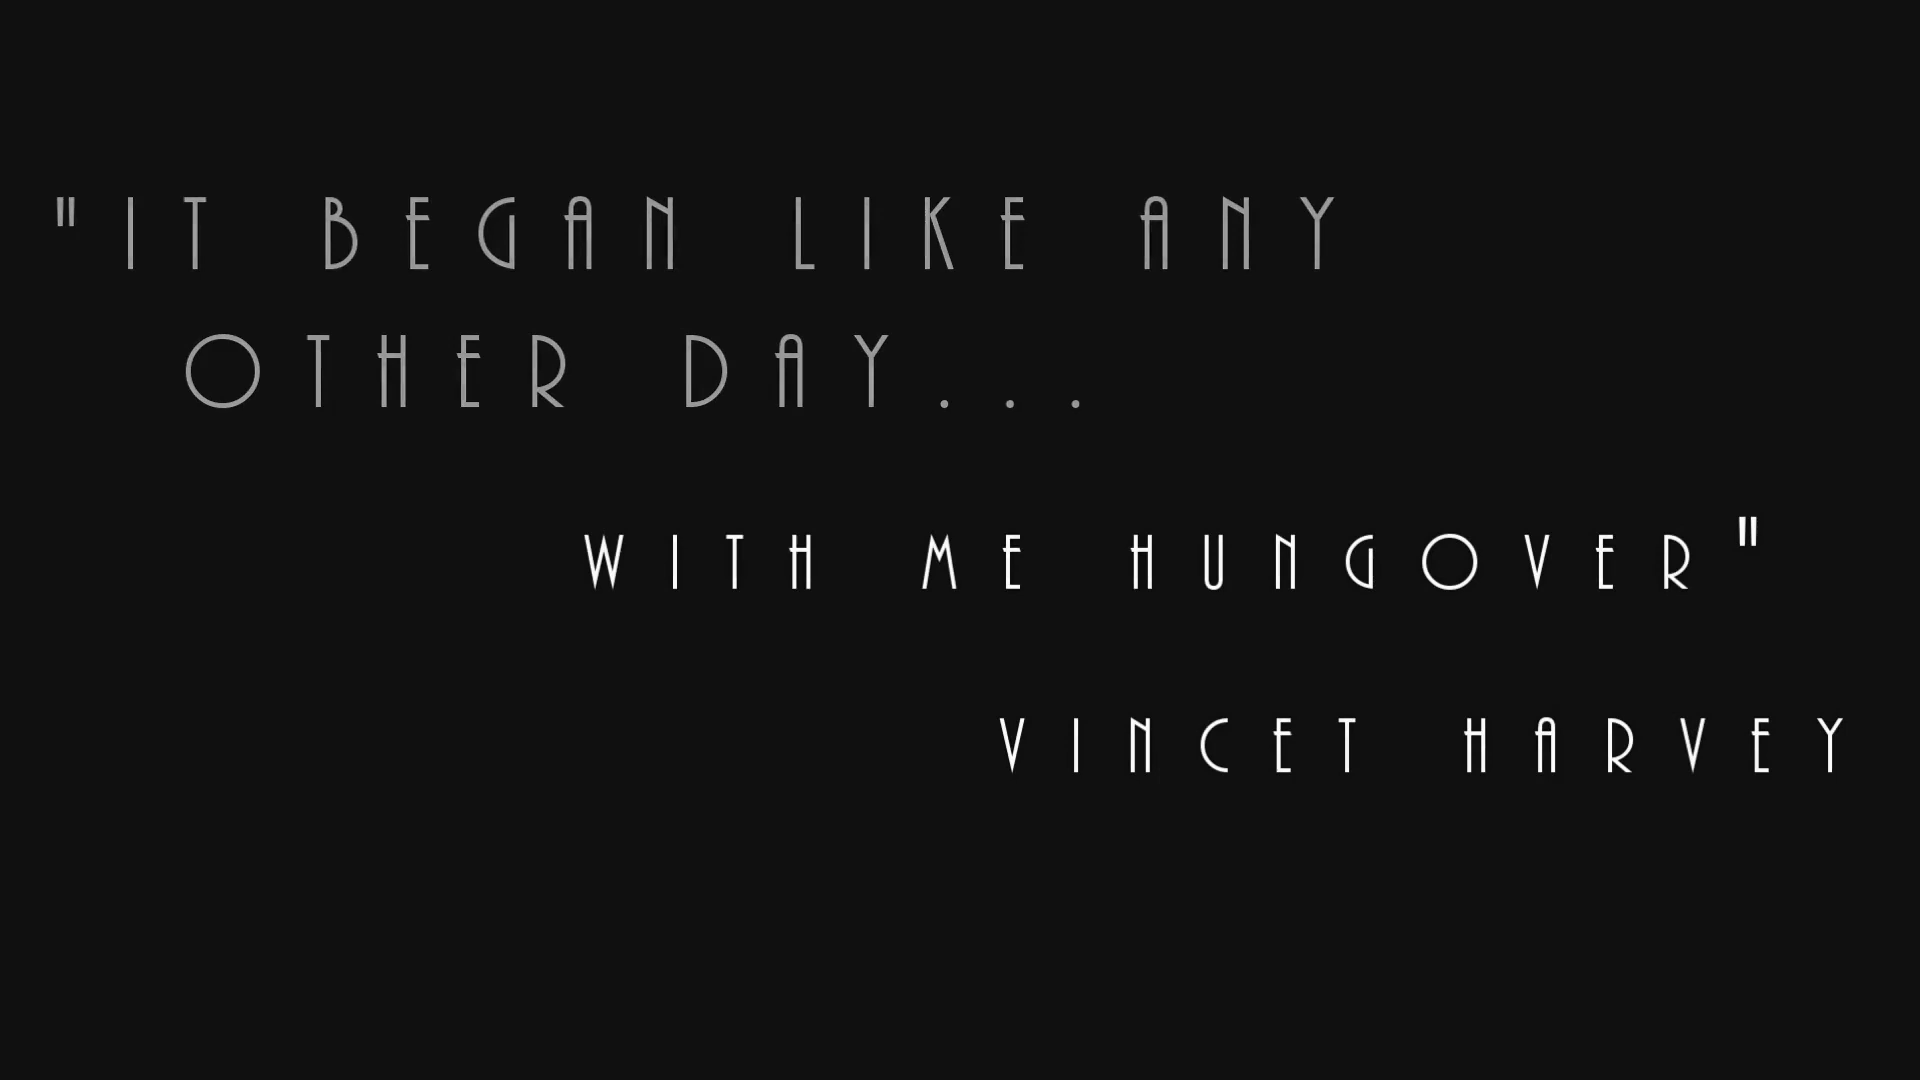 "IT BEGAN LIKE ANY
OTHER DAY...
WITH ME HUNGOVER"
VINCET HARVEY